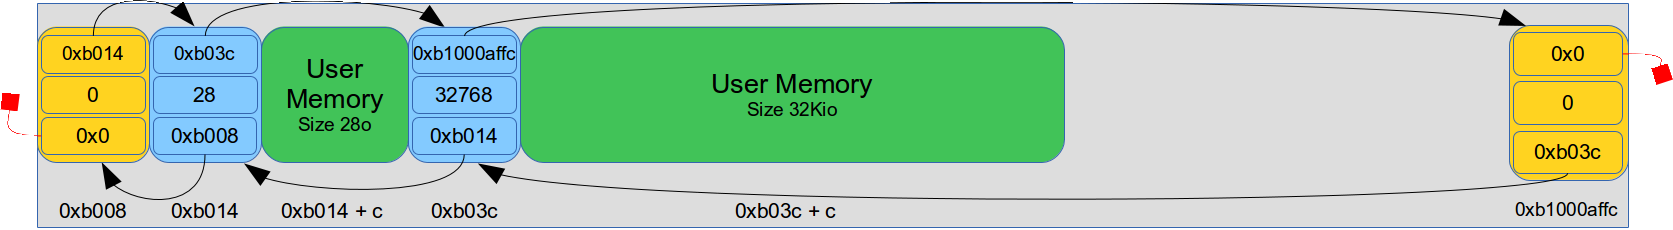 0xb014
0
0x0
0xb03c
28
0xb008
User
Memory
Size 28o
0xb1000affc
32768
0xb014
User Memory
Size 32Kio
0x0
0
0xb03c
0xb008
0xb014
0xb014 + c
0xb03c
0xb03c + c
0xb1000affc